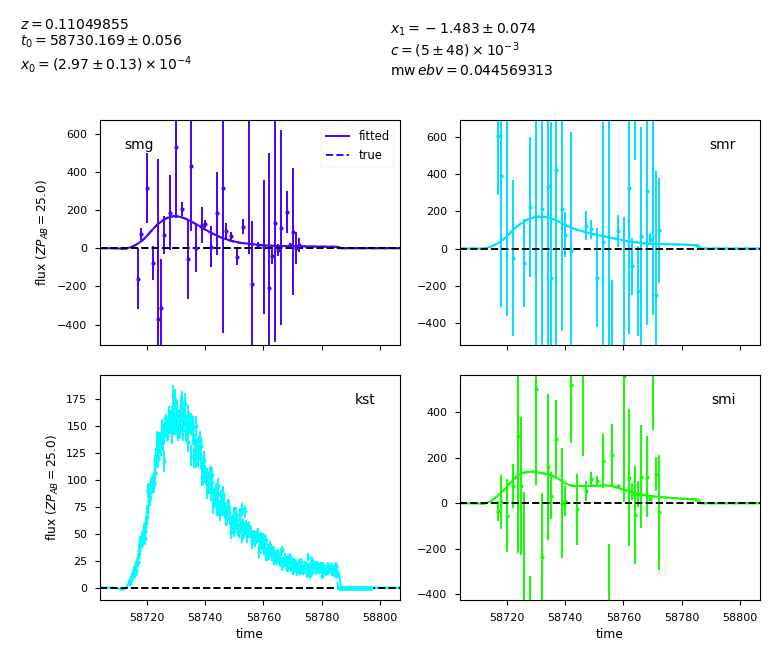 z = 0.11049855
t₀ = 58730.169 ± 0.056
x₀ = (2.97 ± 0.13) × 10⁻⁴
x₁ = −1.483 ± 0.074
c = (5 ± 48) × 10⁻³
mw ebv = 0.044569313
smg
fitted
true
600
400
200
0
−200
−400
flux (ZP_AB = 25.0)
smr
600
400
200
0
−200
−400
kst
175
150
125
100
75
50
25
0
flux (ZP_AB = 25.0)
58720 58740 58760 58780 58800
time
smi
400
200
0
−200
−400
58720 58740 58760 58780 58800
time